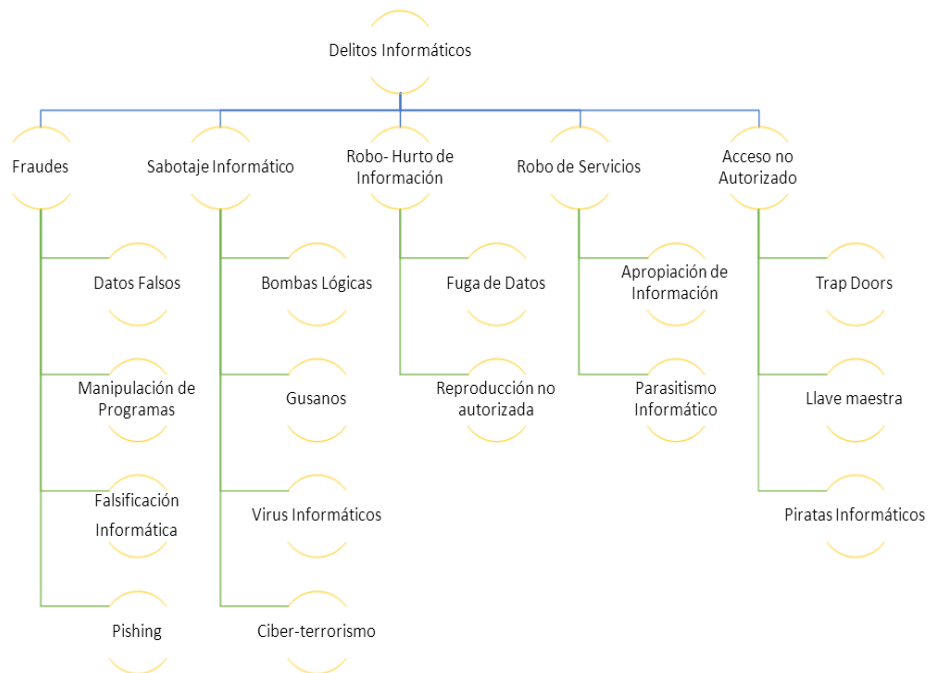 Delitos Informáticos
Fraudes
Sabotaje Informático
Robo- Hurto de
Información
Robo de Servicios
Acceso no
Autorizado
Datos Falsos
Manipulación de
Programas
Falsificación
Informática
Pishing
Bombas Lógicas
Gusanos
Virus Informáticos
Ciber-terrorismo
Fuga de Datos
Reproducción no
autorizada
Apropiación de
Información
Parasitismo
Informático
Trap Doors
Llave maestra
Piratas Informáticos